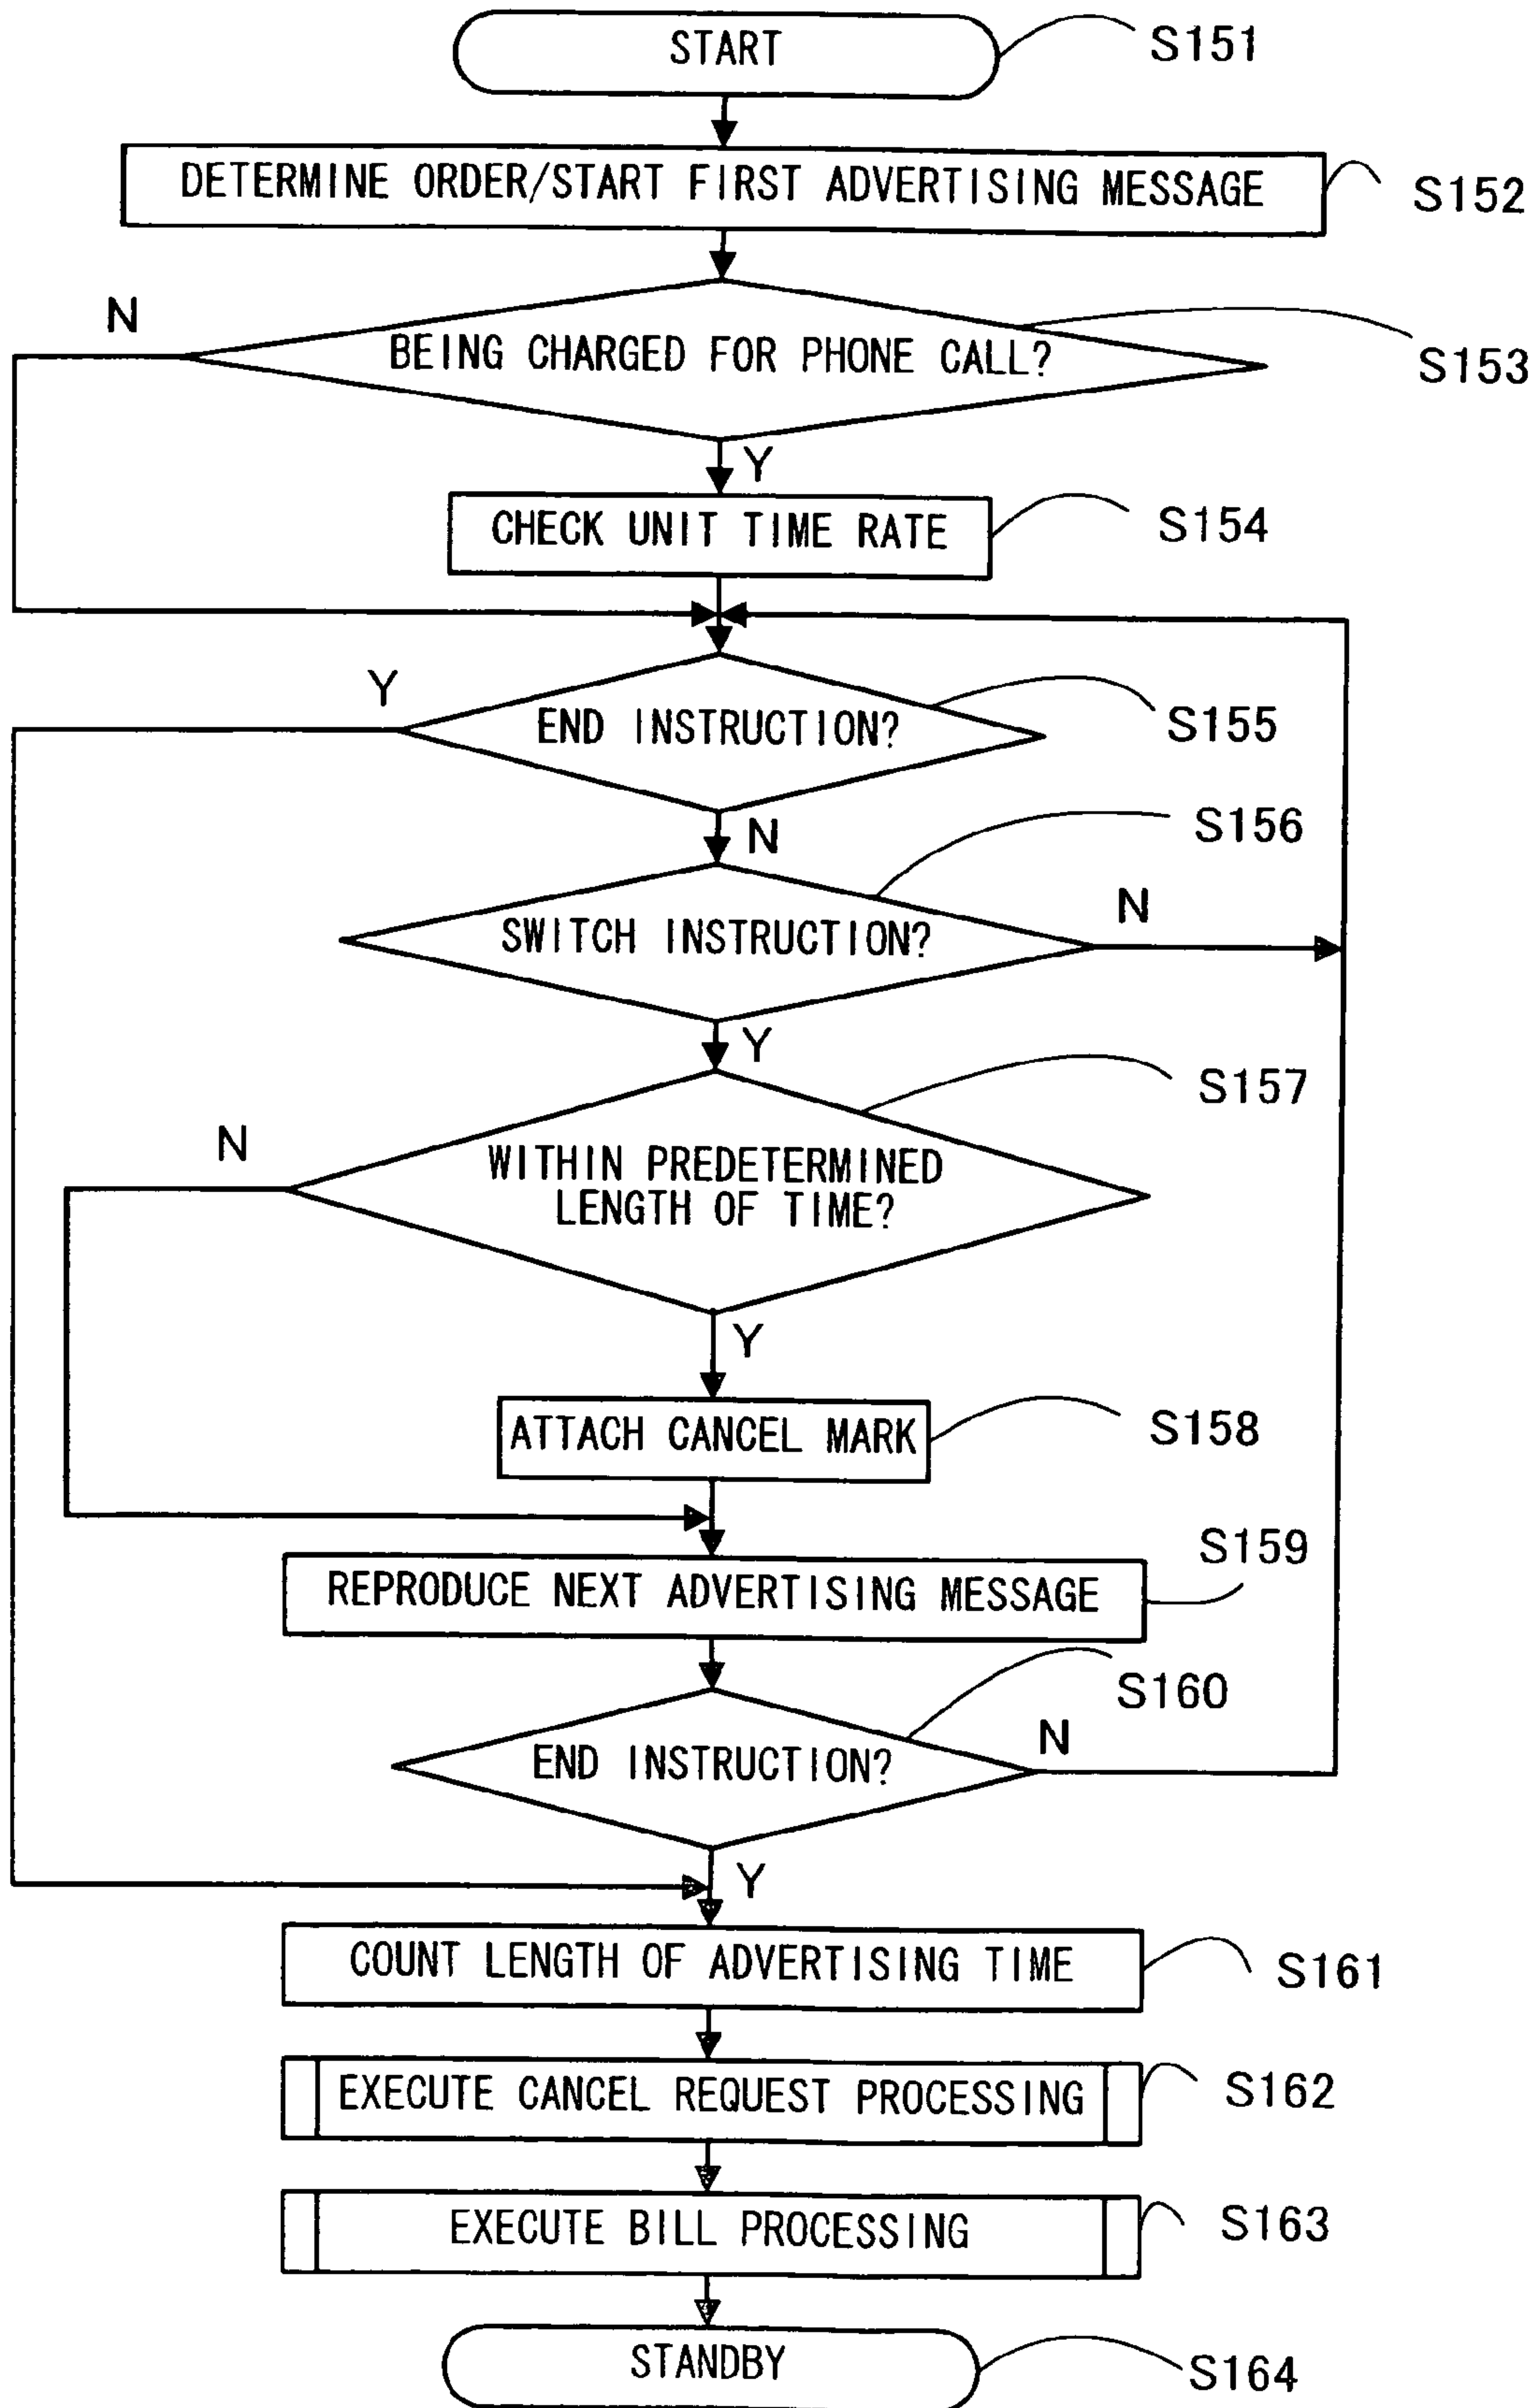 START
S151
DETERMINE ORDER/START FIRST ADVERTISING MESSAGE
S152
N
BEING CHARGED FOR PHONE CALL?
S153
Y
CHECK UNIT TIME RATE
S154
Y
END INSTRUCTION?
S155
N
S156
SWITCH INSTRUCTION?
N
Y
S157
N
WITHIN PREDETERMINED
LENGTH OF TIME?
Y
ATTACH CANCEL MARK
S158
S159
REPRODUCE NEXT ADVERTISING MESSAGE
S160
END INSTRUCTION?
N
Y
COUNT LENGTH OF ADVERTISING TIME
S161
EXECUTE CANCEL REQUEST PROCESSING
S162
EXECUTE BILL PROCESSING
S163
STANDBY
S164